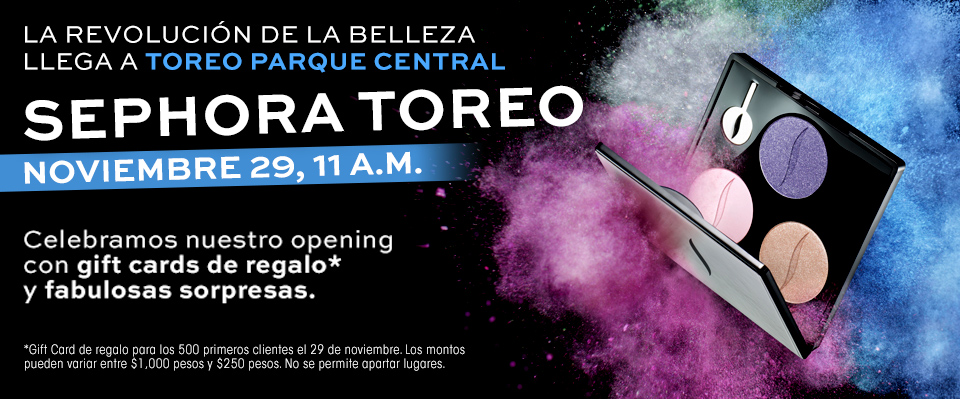 LA REVOLUCIÓN DE LA BELLEZA
LLEGA A TOREO PARQUE CENTRAL
SEPHORA TOREO
NOVIEMBRE 29, 11 A.M.
Celebramos nuestro opening
con gift cards de regalo*
y fabulosas sorpresas.
*Gift Card de regalo para los 500 primeros clientes el 29 de noviembre. Los montos
pueden variar entre $1,000 pesos y $250 pesos. No se permite apartar lugares.